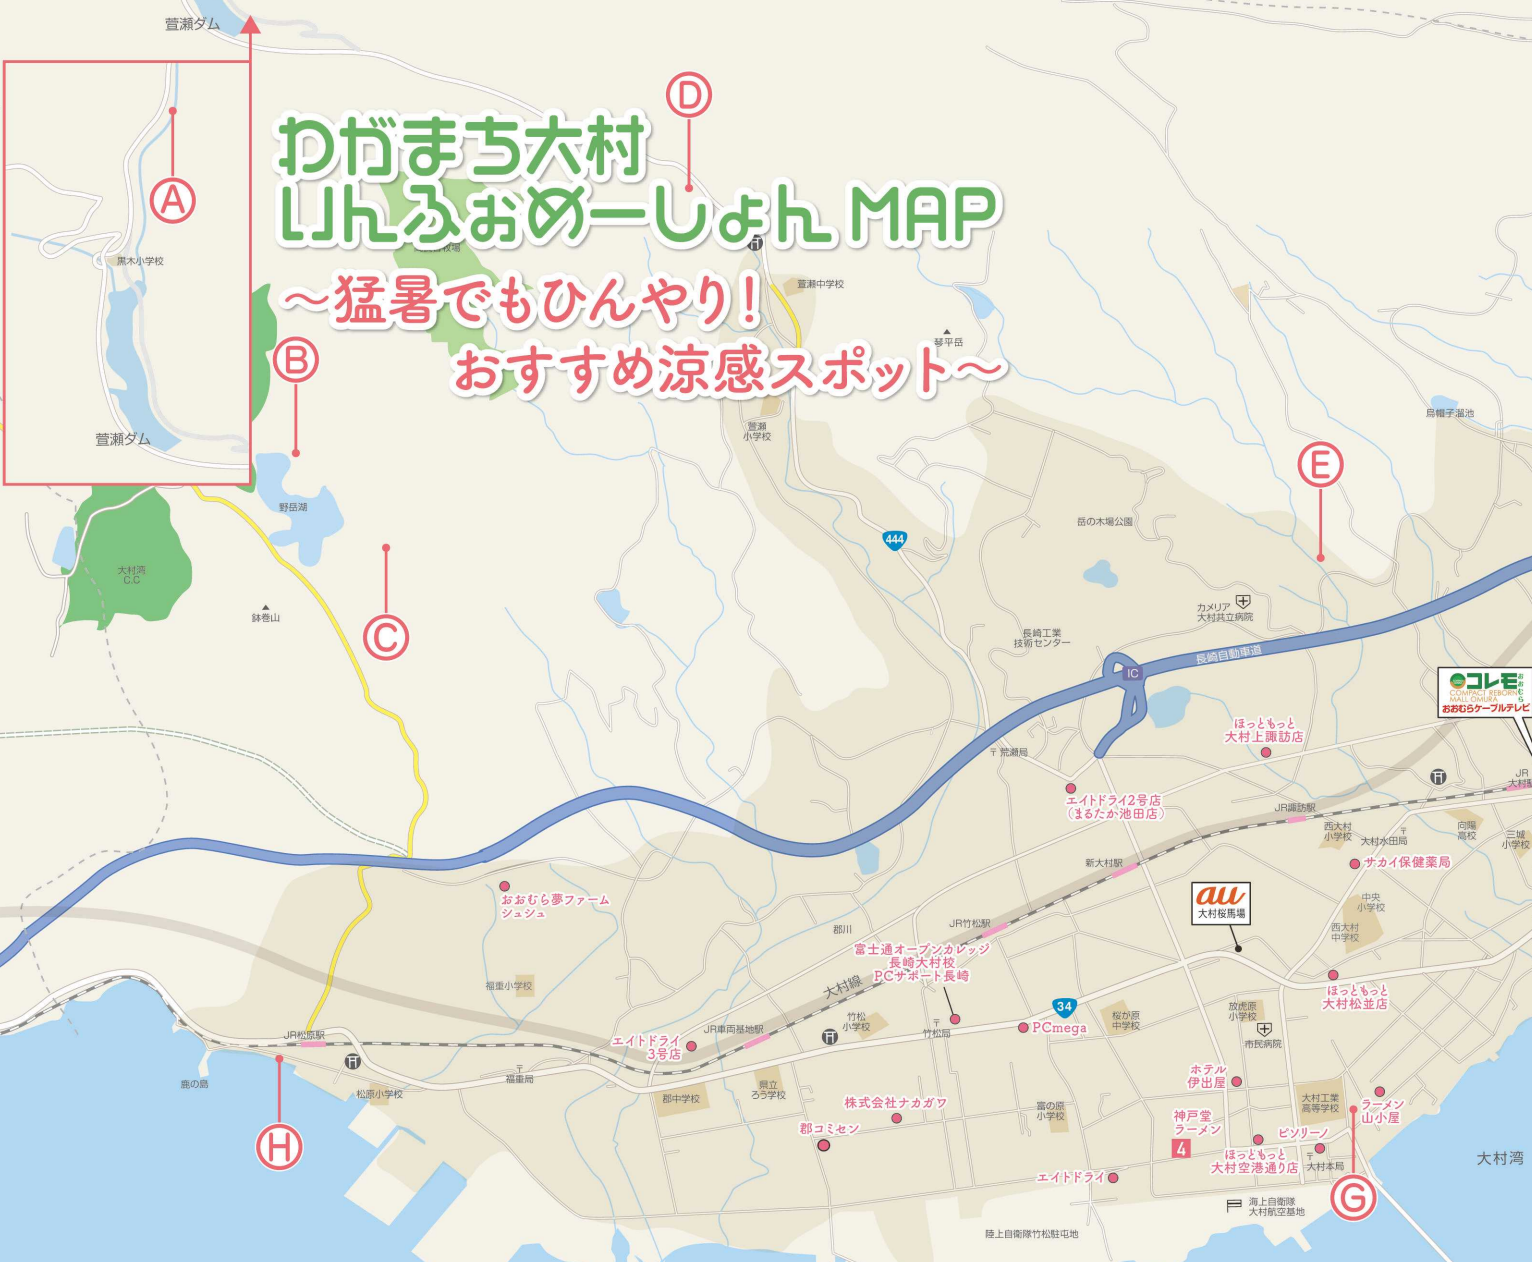 萱瀬ダム
わがまち大村
いんふぉめーしょん MAP
～猛暑でもひんやり！
おすすめ涼感スポット～
A
黒木小学校
萱瀬ダム
B
C
D
E
萱瀬中学校
琴平岳
萱瀬
小学校
烏帽子溜池
野岳湖
大村湾
C.C
鉢巻山
444
岳の木場公園
カメリア
大村共立病院
長崎工業
技術センター
長崎自動車道
IC
コレモ
おおむら
COMPACT REBORN
MALL OMURA
おおむらケーブルテレビ
ほっともっと
大村上諏訪店
〒荒瀬局
エイトドライ2号店
（まるたか池田店）
JR
JR諏訪駅
西大村
小学校
〒
大村水田局
向陽
高校
三城
小学校
新大村駅
サカイ保健薬局
au
大村桜馬場
中央
小学校
西大村
中学校
おおむら夢ファーム
シュシュ
郡川
JR竹松駅
富士通オープンカレッジ
長崎大村校
PCサポート長崎
大村線
福重小学校
34
ほっともっと
大村松並店
JR松原駅
JR車両基地駅
竹松
小学校
〒
竹松局
PCmega
桜が原
中学校
放虎原
小学校
市民病院
エイトドライ
3号店
鹿の島
松原小学校
〒
福重局
郡中学校
県立
ろう学校
株式会社ナカガワ
郡コミセン
富の原
小学校
ホテル
伊出屋
大村工業
高等学校
ラーメン
山小屋
神戸堂
ラーメン
4
ピソリーノ
ほっともっと
大村空港通り店
〒
大村本局
H
エイトドライ
G
大村湾
海上自衛隊
大村航空基地
陸上自衛隊竹松駐屯地